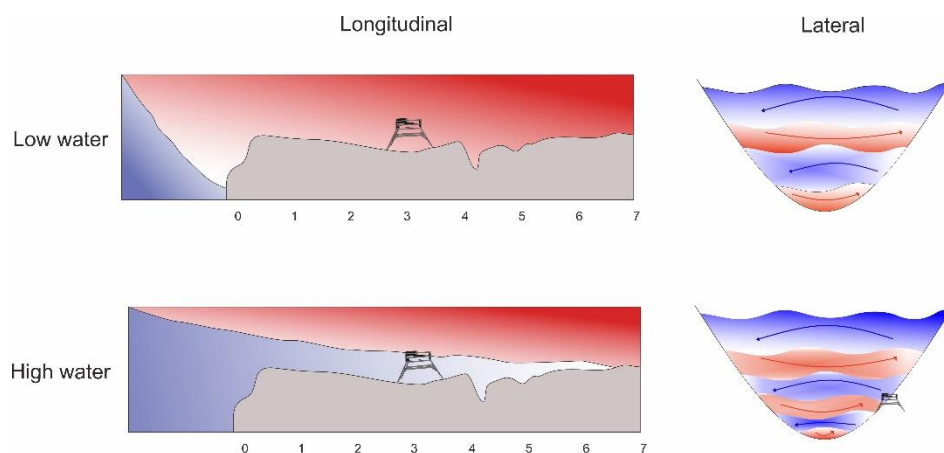 Longitudinal Lateral
Low water
0 1 2 3 4 5 6 7
High water
0 1 2 3 4 5 6 7